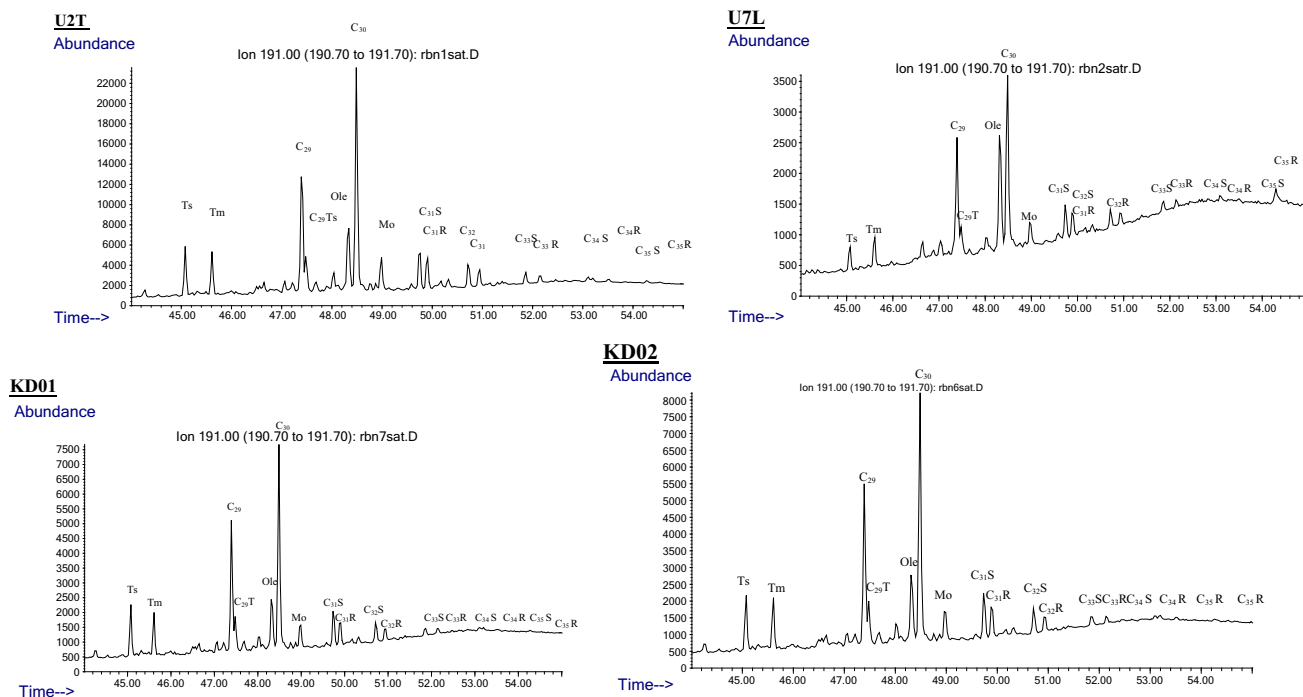 U2T
Abundance
C₃₀
Ion 191.00 (190.70 to 191.70): rbn1sat.D
22000
20000
18000
16000
14000
12000
10000
8000
6000
4000
2000
0
Ts
Tm
C₂₉
C₂₉Ts
Ole
Mo
C₃₁S
C₃₁R
C₃₂
C₃₁
C₃₃S
C₃₃ R
C₃₄ S
C₃₄R
C₃₅ S
C₃₅R
45.00 46.00 47.00 48.00 49.00 50.00 51.00 52.00 53.00 54.00
Time-->
U7L
Abundance
C₃₀
Ion 191.00 (190.70 to 191.70): rbn2satr.D
3500
3000
2500
2000
1500
1000
500
0
Ts
Tm
C₂₉
C₂₉T
Ole
Mo
C₃₁S
C₃₂S
C₃₁R
C₃₂R
C₃₃S
C₃₃R
C₃₄ S
C₃₄R
C₃₅ S
C₃₅ R
45.00 46.00 47.00 48.00 49.00 50.00 51.00 52.00 53.00 54.00
Time-->
KD01
Abundance
C₃₀
Ion 191.00 (190.70 to 191.70): rbn7sat.D
7500
7000
6500
6000
5500
5000
4500
4000
3500
3000
2500
2000
1500
1000
500
0
Ts
Tm
C₂₉
C₂₉T
Ole
Mo
C₃₁S
C₃₁R
C₃₂S
C₃₂R
C₃₃S
C₃₃R
C₃₄S
C₃₄ R
C₃₅ S
C₃₅ R
45.00 46.00 47.00 48.00 49.00 50.00 51.00 52.00 53.00 54.00 55.00
Time-->
KD02
Abundance
C₃₀
Ion 191.00 (190.70 to 191.70): rbn6sat.D
8000
7500
7000
6500
6000
5500
5000
4500
4000
3500
3000
2500
2000
1500
1000
500
0
Ts
Tm
C₂₉
C₂₉T
Ole
Mo
C₃₁S
C₃₁R
C₃₂S
C₃₂R
C₃₃S
C₃₃R
C₃₄ S
C₃₄ R
C₃₅ R
C₃₅ R
45.00 46.00 47.00 48.00 49.00 50.00 51.00 52.00 53.00 54.00
Time-->